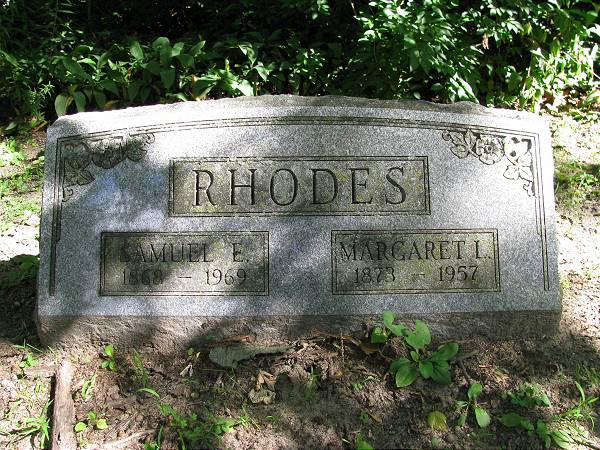 RHODES
SAMUEL E.
1868 – 1969
MARGARET L.
1873 – 1957